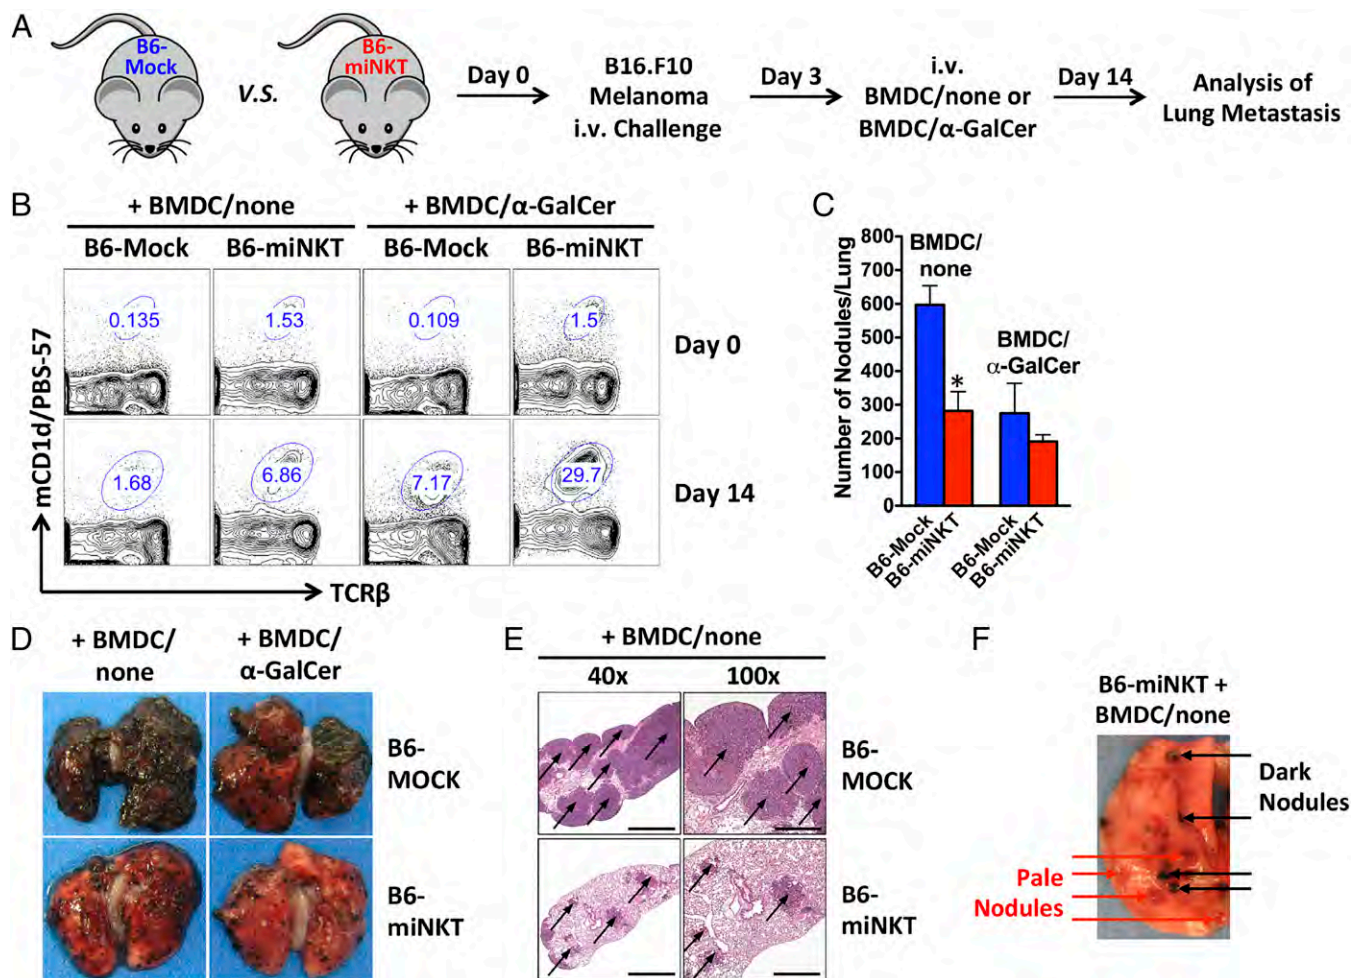 A
B6-
Mock
V.S.
B6-
miNKT
Day 0
B16.F10
Melanoma
i.v. Challenge
Day 3
i.v.
BMDC/none or
BMDC/α-GalCer
Day 14
Analysis of
Lung Metastasis
B
+ BMDC/none
+ BMDC/α-GalCer
B6-Mock
B6-miNKT
B6-Mock
B6-miNKT
0.135
1.53
0.109
1.5
Day 0
1.68
6.86
7.17
29.7
Day 14
mCD1d/PBS-57
TCRβ
C
Number of Nodules/Lung
800
700
600
500
400
300
200
100
0
BMDC/
none
*
BMDC/
α-GalCer
B6-Mock
B6-miNKT
B6-Mock
B6-miNKT
D
+ BMDC/
none
+ BMDC/
α-GalCer
B6-
MOCK
B6-
miNKT
E
+ BMDC/none
40x
100x
B6-
MOCK
B6-
miNKT
F
B6-miNKT +
BMDC/none
Dark
Nodules
Pale
Nodules